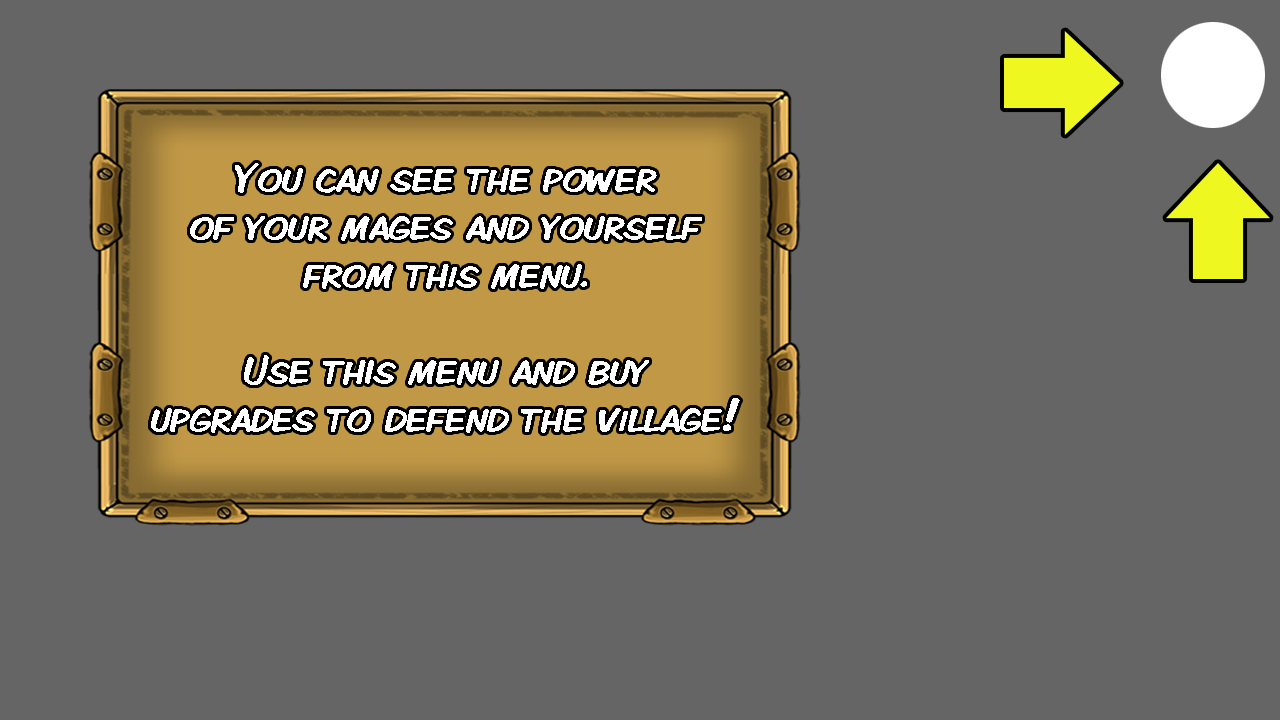 You can see the power
of your mages and yourself
from this menu.
Use this menu and buy
upgrades to defend the village!